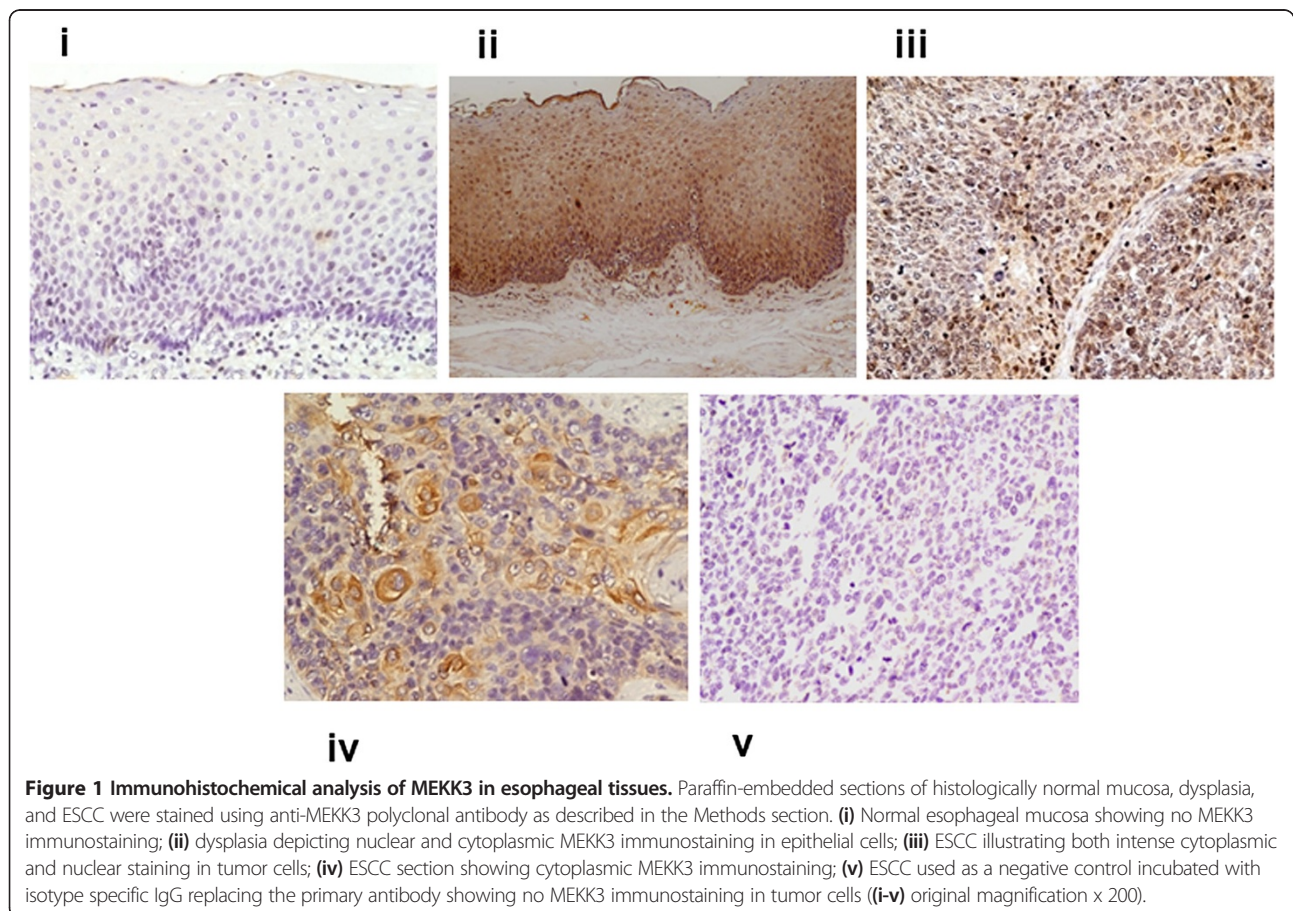 i
ii
iii
iv
v
Figure 1 Immunohistochemical analysis of MEKK3 in esophageal tissues. Paraffin-embedded sections of histologically normal mucosa, dysplasia,
and ESCC were stained using anti-MEKK3 polyclonal antibody as described in the Methods section. (i) Normal esophageal mucosa showing no MEKK3
immunostaining; (ii) dysplasia depicting nuclear and cytoplasmic MEKK3 immunostaining in epithelial cells; (iii) ESCC illustrating both intense cytoplasmic
and nuclear staining in tumor cells; (iv) ESCC section showing cytoplasmic MEKK3 immunostaining; (v) ESCC used as a negative control incubated with
isotype specific IgG replacing the primary antibody showing no MEKK3 immunostaining in tumor cells ((i-v) original magnification x 200).